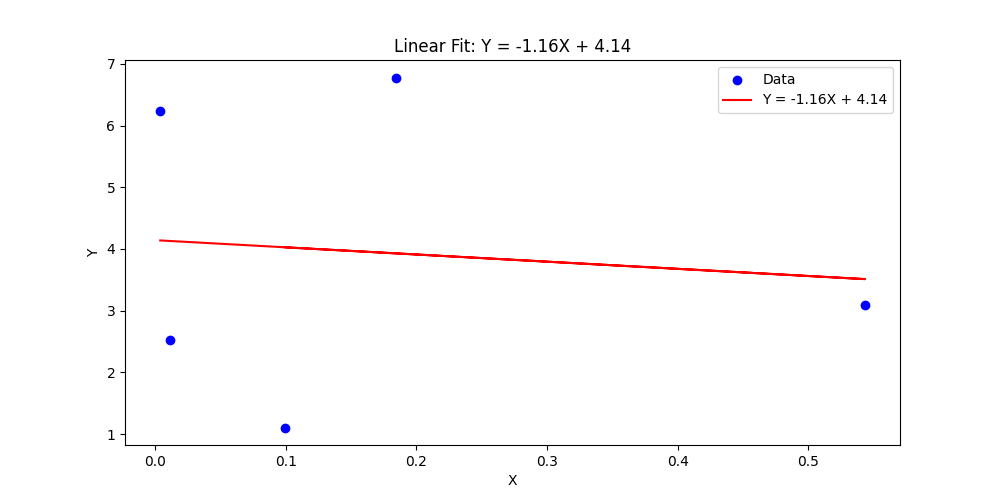 Linear Fit: Y = -1.16X + 4.14
Data
Y = -1.16X + 4.14
7
6
5
4
3
2
1
Y
0.0 0.1 0.2 0.3 0.4 0.5
X